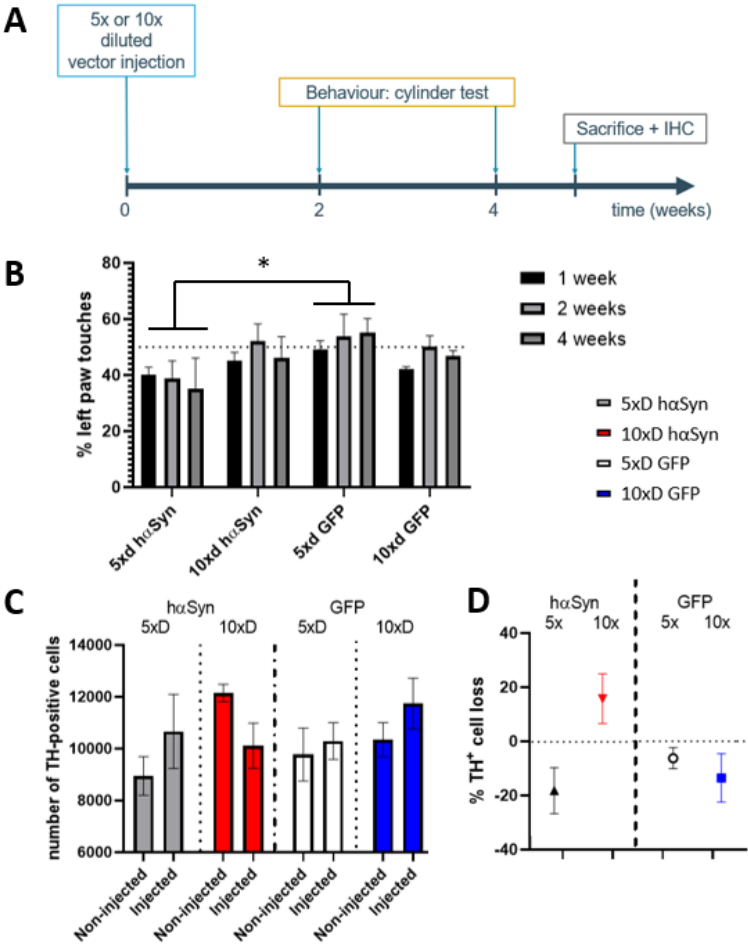 A
5x or 10x
diluted
vector injection
Behaviour: cylinder test
Sacrifice + IHC
0
2
4
time (weeks)
B
% left paw touches
80
60
40
20
0
*
5xd hαSyn
10xd hαSyn
5xd GFP
10xd GFP
1 week
2 weeks
4 weeks
5xD hαSyn
10xD hαSyn
5xD GFP
10xD GFP
C
hαSyn
GFP
5xD
10xD
5xD
10xD
number of TH-positive cells
14000
12000
10000
8000
6000
Non-injected
Injected
Non-injected
Injected
Non-injected
Injected
Non-injected
Injected
D
hαSyn
GFP
5x
10x
5x
10x
% TH⁺ cell loss
40
20
0
-20
-40